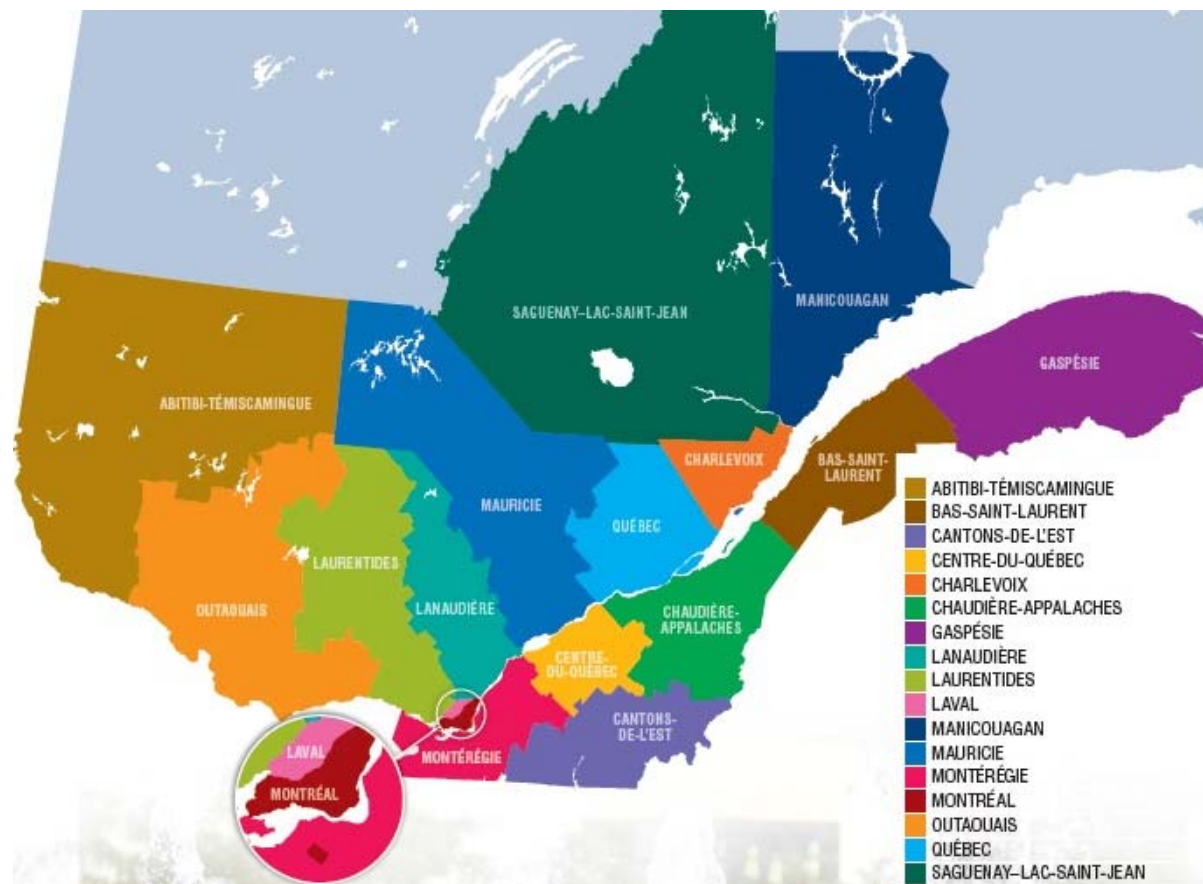 SAGUENAY–LAC-SAINT-JEAN
MANICOUAGAN
GASPÉSIE
ABITIBI-TÉMISCAMINGUE
CHARLEVOIX
BAS-SAINT-
LAURENT
MAURICIE
QUÉBEC
LAURENTIDES
OUTAOUAIS
LANAUDIÈRE
CHAUDIÈRE-
APPALACHES
CENTRE-
DU-QUÉBEC
CANTONS-
DE-L'EST
MONTÉRÉGIE
LAVAL
MONTRÉAL
ABITIBI-TÉMISCAMINGUE
BAS-SAINT-LAURENT
CANTONS-DE-L'EST
CENTRE-DU-QUÉBEC
CHARLEVOIX
CHAUDIÈRE-APPALACHES
GASPÉSIE
LANAUDIÈRE
LAURENTIDES
LAVAL
MANICOUAGAN
MAURICIE
MONTÉRÉGIE
MONTRÉAL
OUTAOUAIS
QUÉBEC
SAGUENAY–LAC-SAINT-JEAN